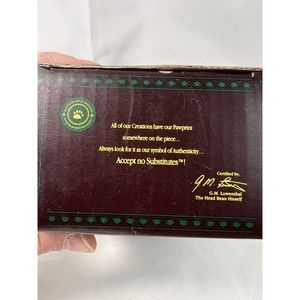 All of our Creations have our Pawprint
somewhere on the piece...
Always look for it as our symbol of Authenticity...
Accept no Substitutes™!
Certified by:
G.M. Lowenthal
The Head Bean Hisself